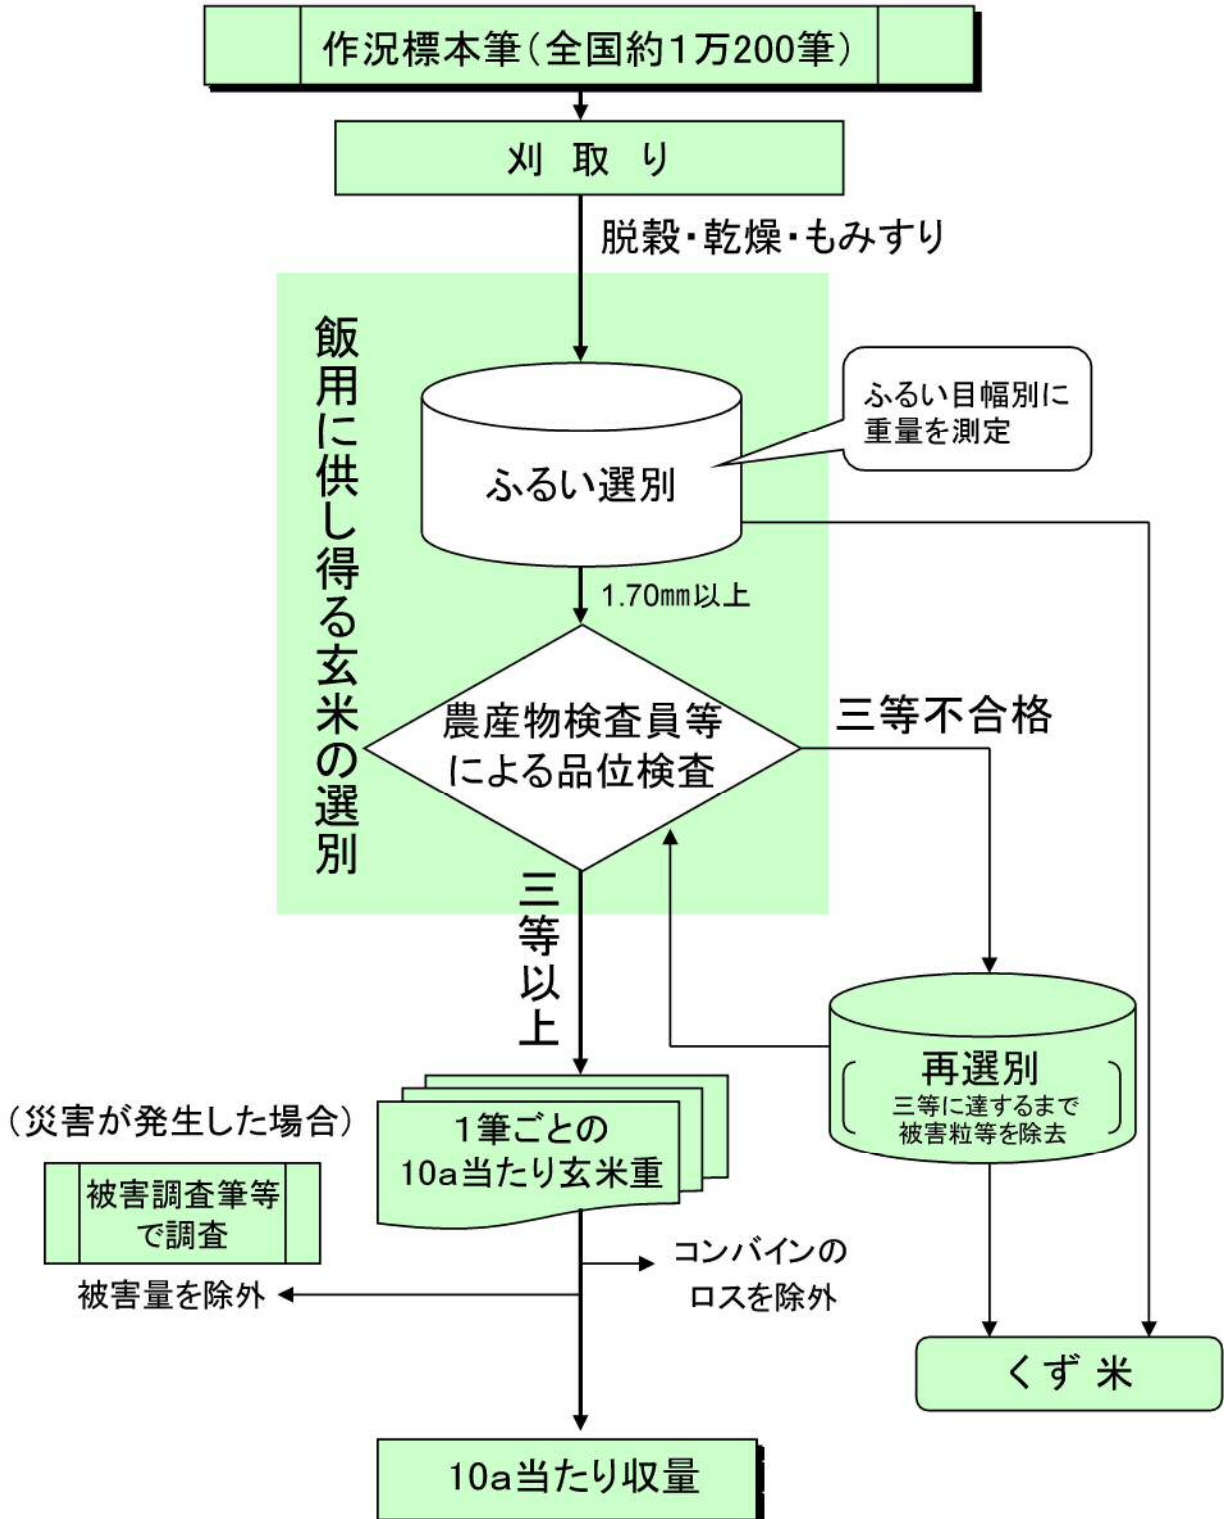 作況標本筆（全国約１万200筆）
刈 取 り
脱穀・乾燥・もみすり
飯用に供し得る玄米の選別
ふるい目幅別に
重量を測定
ふるい選別
1.70㎜以上
農産物検査員等
による品位検査
三等不合格
三等以上
再選別
三等に達するまで
被害粒等を除去
（災害が発生した場合）
１筆ごとの
10a当たり玄米重
被害調査筆等
で調査
コンバインの
ロスを除外
被害量を除外
くず 米
10a当たり収量